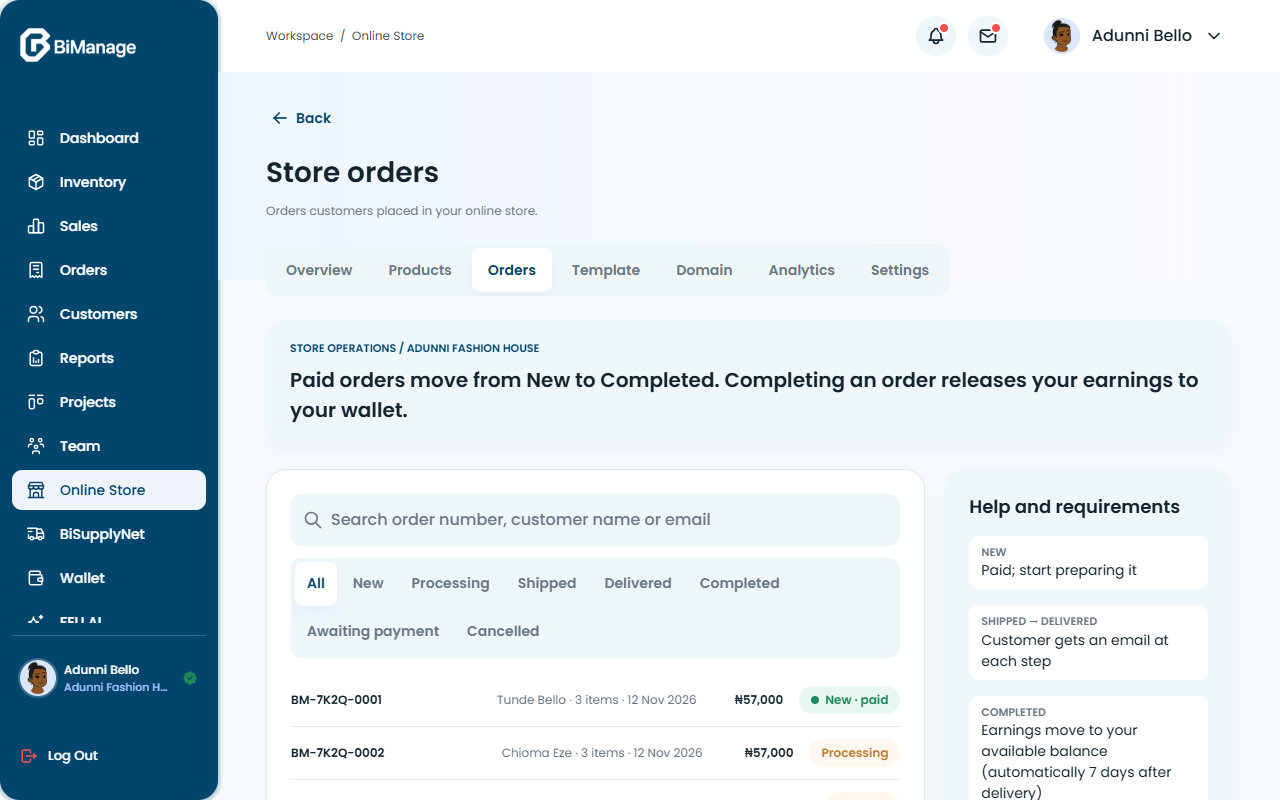 BiManage
Dashboard
Inventory
Sales
Orders
Customers
Reports
Projects
Team
Online Store
BiSupplyNet
Wallet
Adunni Bello
Adunni Fashion H...
Log Out
Workspace / Online Store
Adunni Bello
Back
Store orders
Orders customers placed in your online store.
Overview Products Orders Template Domain Analytics Settings
STORE OPERATIONS / ADUNNI FASHION HOUSE
Paid orders move from New to Completed. Completing an order releases your earnings to
your wallet.
Search order number, customer name or email
All New Processing Shipped Delivered Completed
Awaiting payment Cancelled
BM-7K2Q-0001 Tunde Bello · 3 items · 12 Nov 2026 ₦57,000 New · paid
BM-7K2Q-0002 Chioma Eze · 3 items · 12 Nov 2026 ₦57,000 Processing
Help and requirements
NEW
Paid; start preparing it
SHIPPED → DELIVERED
Customer gets an email at
each step
COMPLETED
Earnings move to your
available balance
(automatically 7 days after
delivery)